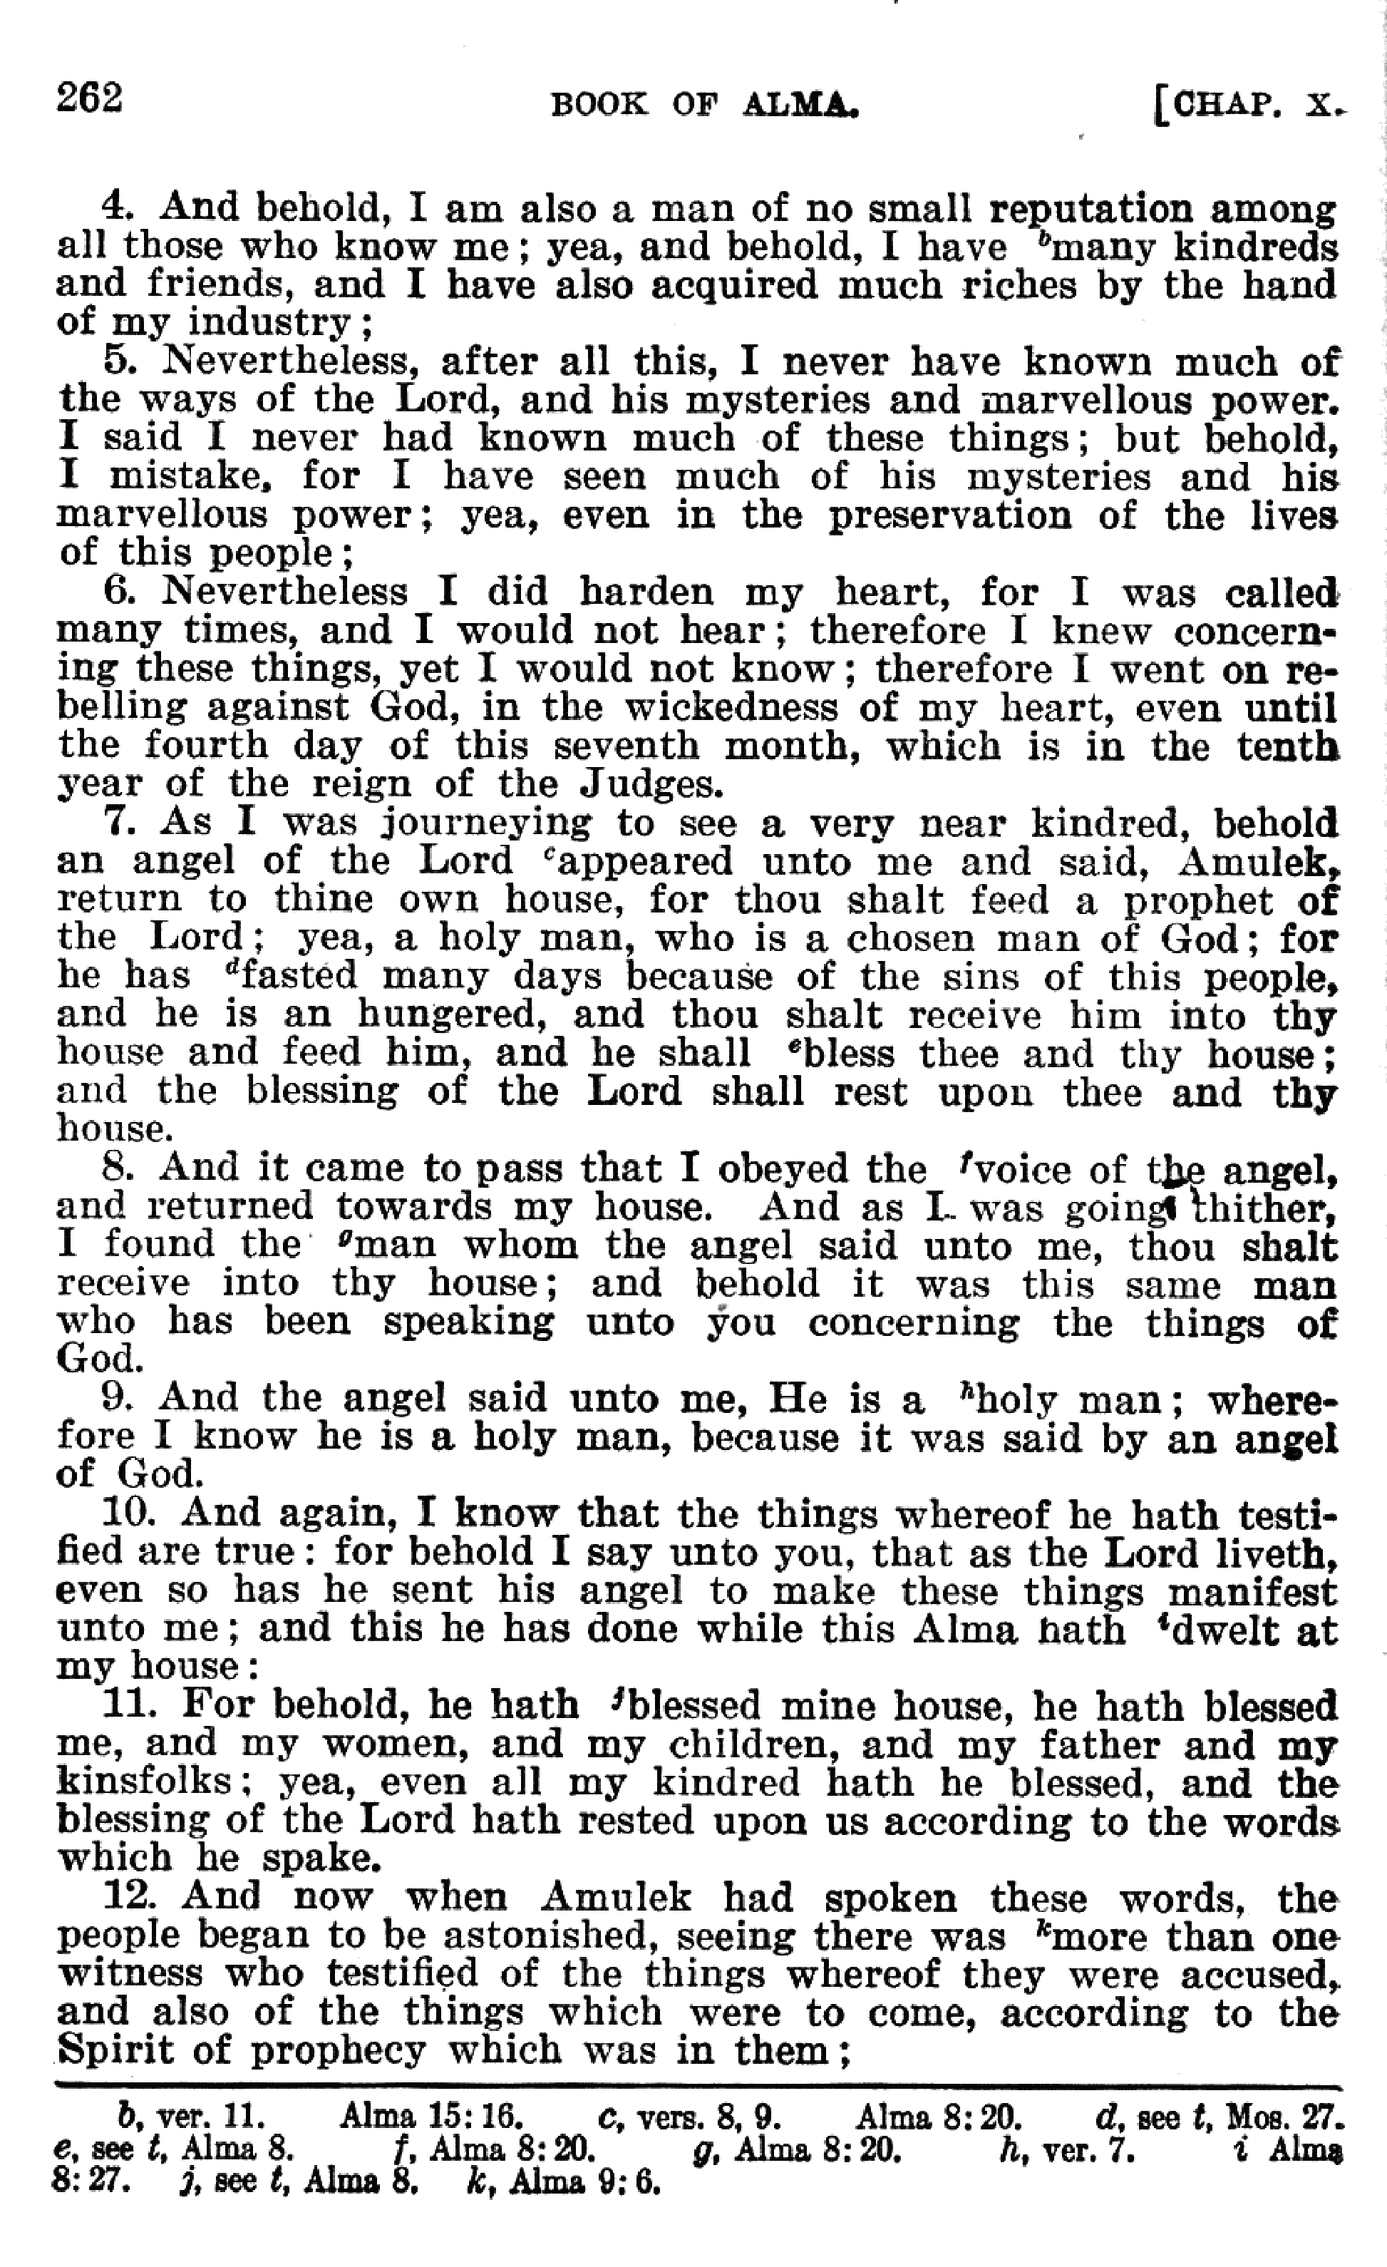 262 BOOK OF ALMA. [CHAP. X.
4. And behold, I am also a man of no small reputation among
all those who know me; yea, and behold, I have bmany kindreds
and friends, and I have also acquired much riches by the hand
of my industry;
5. Nevertheless, after all this, I never have known much of
the ways of the Lord, and his mysteries and marvellous power.
I said I never had known much of these things; but behold,
I mistake, for I have seen much of his mysteries and his
marvellous power; yea, even in the preservation of the lives
of this people;
6. Nevertheless I did harden my heart, for I was called
many times, and I would not hear; therefore I knew concern-
ing these things, yet I would not know; therefore I went on re-
belling against God, in the wickedness of my heart, even until
the fourth day of this seventh month, which is in the tenth
year of the reign of the Judges.
7. As I was journeying to see a very near kindred, behold
an angel of the Lord cappeared unto me and said, Amulek,
return to thine own house, for thou shalt feed a prophet of
the Lord; yea, a holy man, who is a chosen man of God; for
he has dfasted many days because of the sins of this people,
and he is an hungered, and thou shalt receive him into thy
house and feed him, and he shall ebless thee and thy house;
and the blessing of the Lord shall rest upon thee and thy
house.
8. And it came to pass that I obeyed the fvoice of the angel,
and returned towards my house. And as I was going thither,
I found the gman whom the angel said unto me, thou shalt
receive into thy house; and behold it was this same man
who has been speaking unto you concerning the things of
God.
9. And the angel said unto me, He is a hholy man; where-
fore I know he is a holy man, because it was said by an angel
of God.
10. And again, I know that the things whereof he hath testi-
fied are true: for behold I say unto you, that as the Lord liveth,
even so has he sent his angel to make these things manifest
unto me; and this he has done while this Alma hath idwelt at
my house:
11. For behold, he hath jblessed mine house, he hath blessed
me, and my women, and my children, and my father and my
kinsfolks; yea, even all my kindred hath he blessed, and the
blessing of the Lord hath rested upon us according to the words
which he spake.
12. And now when Amulek had spoken these words, the
people began to be astonished, seeing there was kmore than one
witness who testified of the things whereof they were accused,
and also of the things which were to come, according to the
Spirit of prophecy which was in them;
b, ver. 11. Alma 15: 16. c, vers. 8, 9. Alma 8: 20. d, see t, Mos. 27.
e, see t, Alma 8. f, Alma 8: 20. g, Alma 8: 20. h, ver. 7. i Alma
8: 27. j, see t, Alma 8. k, Alma 9: 6.